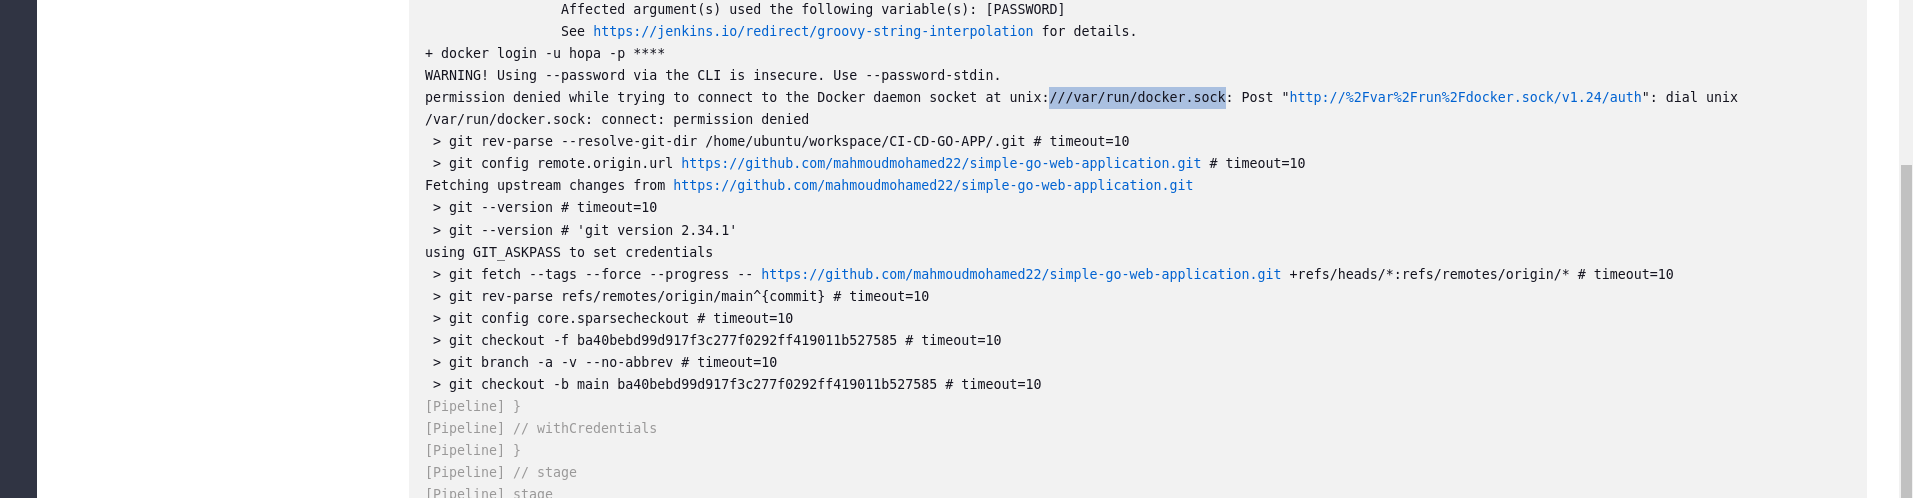 Affected argument(s) used the following variable(s): [PASSWORD]
See https://jenkins.io/redirect/groovy-string-interpolation for details.
+ docker login -u hopa -p ****
WARNING! Using --password via the CLI is insecure. Use --password-stdin.
permission denied while trying to connect to the Docker daemon socket at unix:///var/run/docker.sock: Post "http://%2Fvar%2Frun%2Fdocker.sock/v1.24/auth": dial unix
/var/run/docker.sock: connect: permission denied
> git rev-parse --resolve-git-dir /home/ubuntu/workspace/CI-CD-GO-APP/.git # timeout=10
> git config remote.origin.url https://github.com/mahmoudmohamed22/simple-go-web-application.git # timeout=10
Fetching upstream changes from https://github.com/mahmoudmohamed22/simple-go-web-application.git
> git --version # timeout=10
> git --version # 'git version 2.34.1'
using GIT_ASKPASS to set credentials
> git fetch --tags --force --progress -- https://github.com/mahmoudmohamed22/simple-go-web-application.git +refs/heads/*:refs/remotes/origin/* # timeout=10
> git rev-parse refs/remotes/origin/main^{commit} # timeout=10
> git config core.sparsecheckout # timeout=10
> git checkout -f ba40bebd99d917f3c277f0292ff419011b527585 # timeout=10
> git branch -a -v --no-abbrev # timeout=10
> git checkout -b main ba40bebd99d917f3c277f0292ff419011b527585 # timeout=10
[Pipeline] }
[Pipeline] // withCredentials
[Pipeline] }
[Pipeline] // stage
[Pipeline] stage